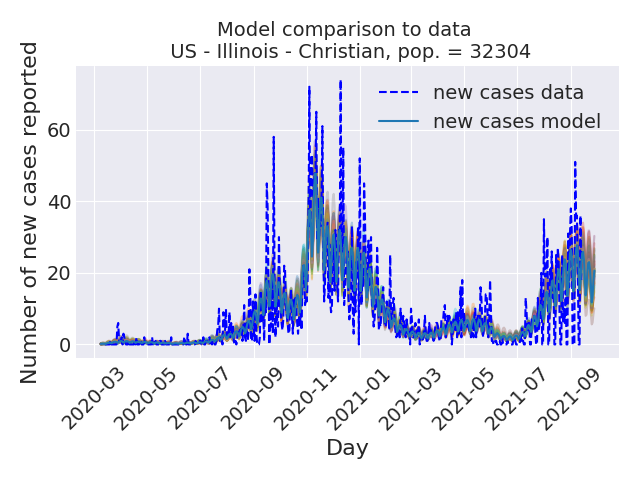 Model comparison to data
US - Illinois - Christian, pop. = 32304
Number of new cases reported
60
40
20
0
new cases data
new cases model
2020-03
2020-05
2020-07
2020-09
2020-11
2021-01
2021-03
2021-05
2021-07
2021-09
Day